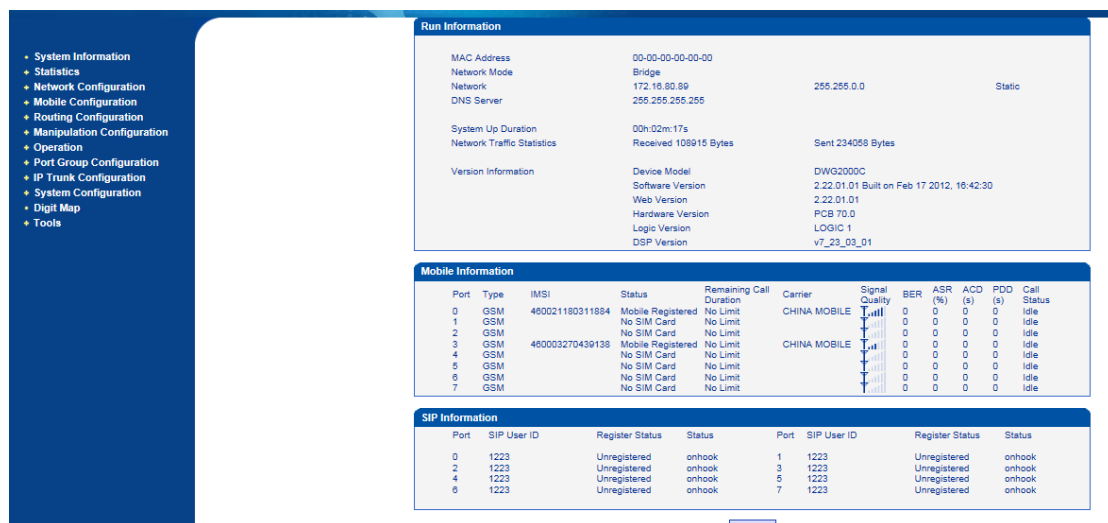 System Information
Statistics
Network Configuration
Mobile Configuration
Routing Configuration
Manipulation Configuration
Operation
Port Group Configuration
IP Trunk Configuration
System Configuration
Digit Map
Tools
Run Information
MAC Address 00-00-00-00-00-00
Network Mode Bridge
Network 172.16.80.89 255.255.0.0 Static
DNS Server 255.255.255.255
System Up Duration 00h:02m:17s
Network Traffic Statistics Received 108915 Bytes Sent 234058 Bytes
Version Information Device Model DWG2000C
Software Version 2.22.01.01 Built on Feb 17 2012, 16:42:30
Web Version 2.22.01.01
Hardware Version PCB 70.0
Logic Version LOGIC 1
DSP Version v7_23_03_01
Mobile Information
Port Type IMSI Status Remaining Call Duration Carrier Signal Quality BER ASR (%) ACD (s) PDD (s) Call Status
0 GSM 460021180311884 Mobile Registered No Limit CHINA MOBILE 0 0 0 0 Idle
1 GSM No SIM Card No Limit 0 0 0 0 Idle
2 GSM No SIM Card No Limit 0 0 0 0 Idle
3 GSM 460003270439138 Mobile Registered No Limit CHINA MOBILE 0 0 0 0 Idle
4 GSM No SIM Card No Limit 0 0 0 0 Idle
5 GSM No SIM Card No Limit 0 0 0 0 Idle
6 GSM No SIM Card No Limit 0 0 0 0 Idle
7 GSM No SIM Card No Limit 0 0 0 0 Idle
SIP Information
Port SIP User ID Register Status Status Port SIP User ID Register Status Status
0 1223 Unregistered onhook 1 1223 Unregistered onhook
2 1223 Unregistered onhook 3 1223 Unregistered onhook
4 1223 Unregistered onhook 5 1223 Unregistered onhook
6 1223 Unregistered onhook 7 1223 Unregistered onhook